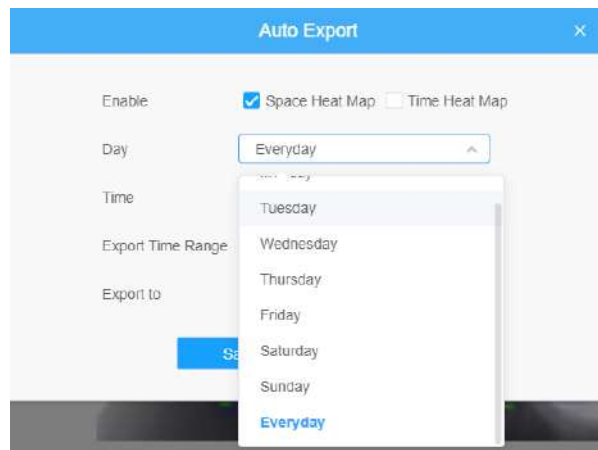 Auto Export
Enable
Space Heat Map
Time Heat Map
Day
Everyday
Time
Tuesday
Export Time Range
Wednesday
Thursday
Export to
Friday
Saturday
Sunday
Everyday